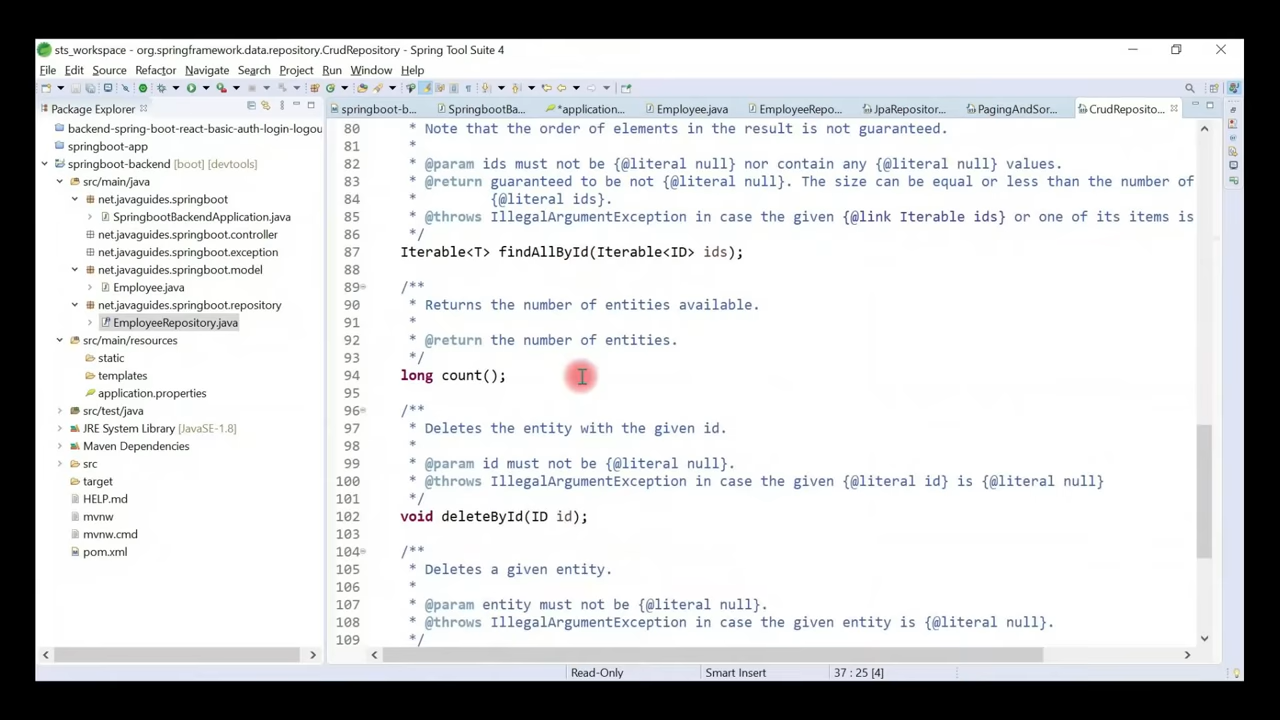 sts_workspace - org.springframework.data.repository.CrudRepository - Spring Tool Suite 4
File Edit Source Refactor Navigate Search Project Run Window Help
Package Explorer
springboot-b...
SpringbootBa...
*application...
Employee.java
EmployeeRepo...
JpaRepositor...
PagingAndSor...
CrudReposito...
backend-spring-boot-react-basic-auth-login-logou
springboot-app
springboot-backend [boot] [devtools]
src/main/java
net.javaguides.springboot
SpringbootBackendApplication.java
net.javaguides.springboot.controller
net.javaguides.springboot.exception
net.javaguides.springboot.model
Employee.java
net.javaguides.springboot.repository
EmployeeRepository.java
src/main/resources
static
templates
application.properties
src/test/java
JRE System Library [JavaSE-1.8]
Maven Dependencies
src
target
HELP.md
mvnw
mvnw.cmd
pom.xml
80 * Note that the order of elements in the result is not guaranteed.
81 *
82 * @param ids must not be {@literal null} nor contain any {@literal null} values.
83 * @return guaranteed to be not {@literal null}. The size can be equal or less than the number of
84 * {@literal ids}.
85 * @throws IllegalArgumentException in case the given {@link Iterable ids} or one of its items is
86 */
87 Iterable<T> findAllById(Iterable<ID> ids);
88
89 /**
90 * Returns the number of entities available.
91 *
92 * @return the number of entities.
93 */
94 long count();
95
96 /**
97 * Deletes the entity with the given id.
98 *
99 * @param id must not be {@literal null}.
100 * @throws IllegalArgumentException in case the given {@literal id} is {@literal null}
101 */
102 void deleteById(ID id);
103
104 /**
105 * Deletes a given entity.
106 *
107 * @param entity must not be {@literal null}.
108 * @throws IllegalArgumentException in case the given entity is {@literal null}.
109 */
Read-Only Smart Insert 37 : 25 [4]